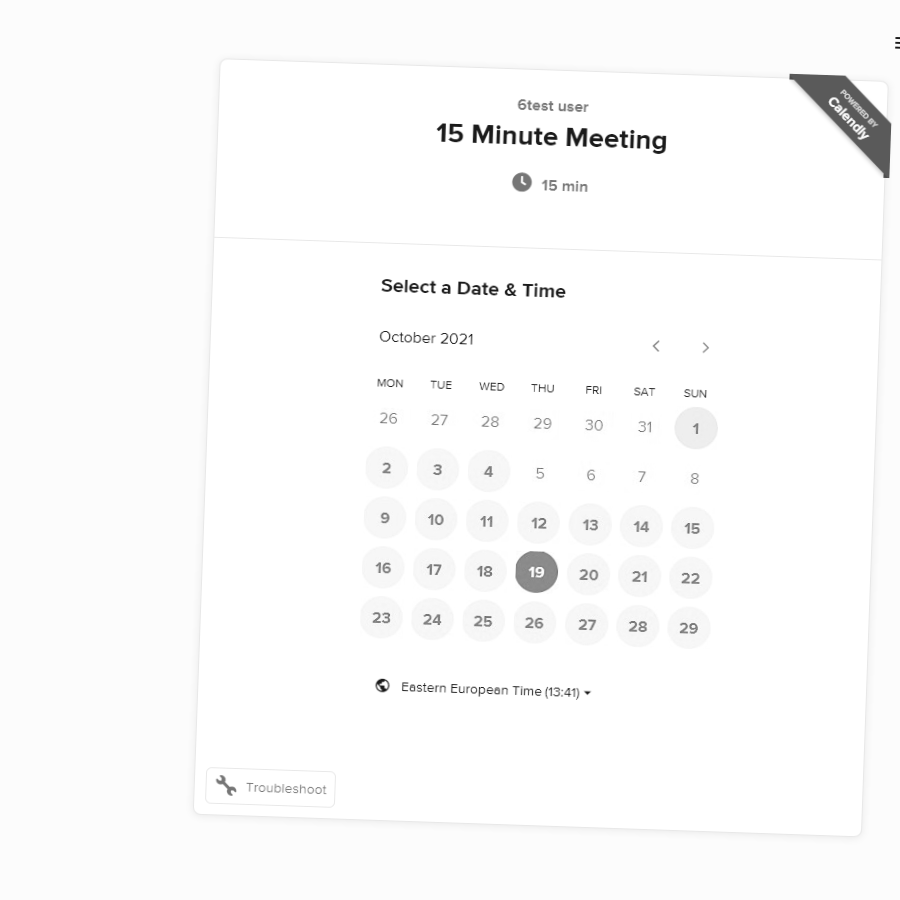 6test user
15 Minute Meeting
15 min
POWERED BY
Calendly
Select a Date & Time
October 2021
MON TUE WED THU FRI SAT SUN
26 27 28 29 30 31 1
2 3 4 5 6 7 8
9 10 11 12 13 14 15
16 17 18 19 20 21 22
23 24 25 26 27 28 29
Eastern European Time (13:41)
Troubleshoot